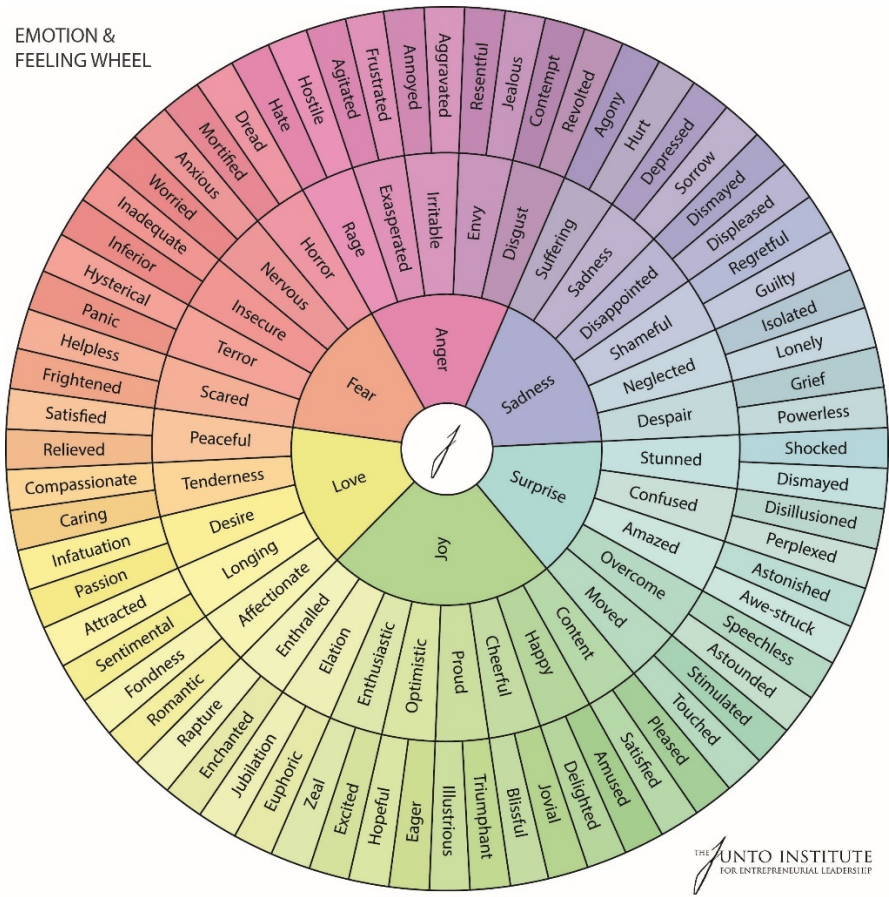 EMOTION &
FEELING WHEEL
Anger
Sadness
Surprise
Joy
Love
Fear
Rage
Exasperated
Irritable
Envy
Disgust
Suffering
Sadness
Disappointed
Shameful
Neglected
Despair
Stunned
Confused
Amazed
Overcome
Moved
Content
Happy
Cheerful
Proud
Optimistic
Enthusiastic
Elation
Enthralled
Affectionate
Longing
Desire
Tenderness
Peaceful
Scared
Terror
Insecure
Nervous
Horror
Hate
Hostile
Agitated
Frustrated
Annoyed
Aggravated
Resentful
Jealous
Contempt
Revolted
Agony
Hurt
Depressed
Sorrow
Dismayed
Displeased
Regretful
Guilty
Isolated
Lonely
Grief
Powerless
Shocked
Dismayed
Disillusioned
Perplexed
Astonished
Awe-struck
Speechless
Astounded
Stimulated
Touched
Pleased
Satisfied
Amused
Delighted
Jovial
Blissful
Triumphant
Illustrious
Eager
Hopeful
Excited
Zeal
Euphoric
Jubilation
Enchanted
Rapture
Romantic
Fondness
Sentimental
Attracted
Passion
Infatuation
Caring
Compassionate
Relieved
Satisfied
Frightened
Helpless
Panic
Hysterical
Inferior
Inadequate
Worried
Anxious
Mortified
Dread
J
THE JUNTO INSTITUTE
FOR ENTREPRENEURIAL LEADERSHIP